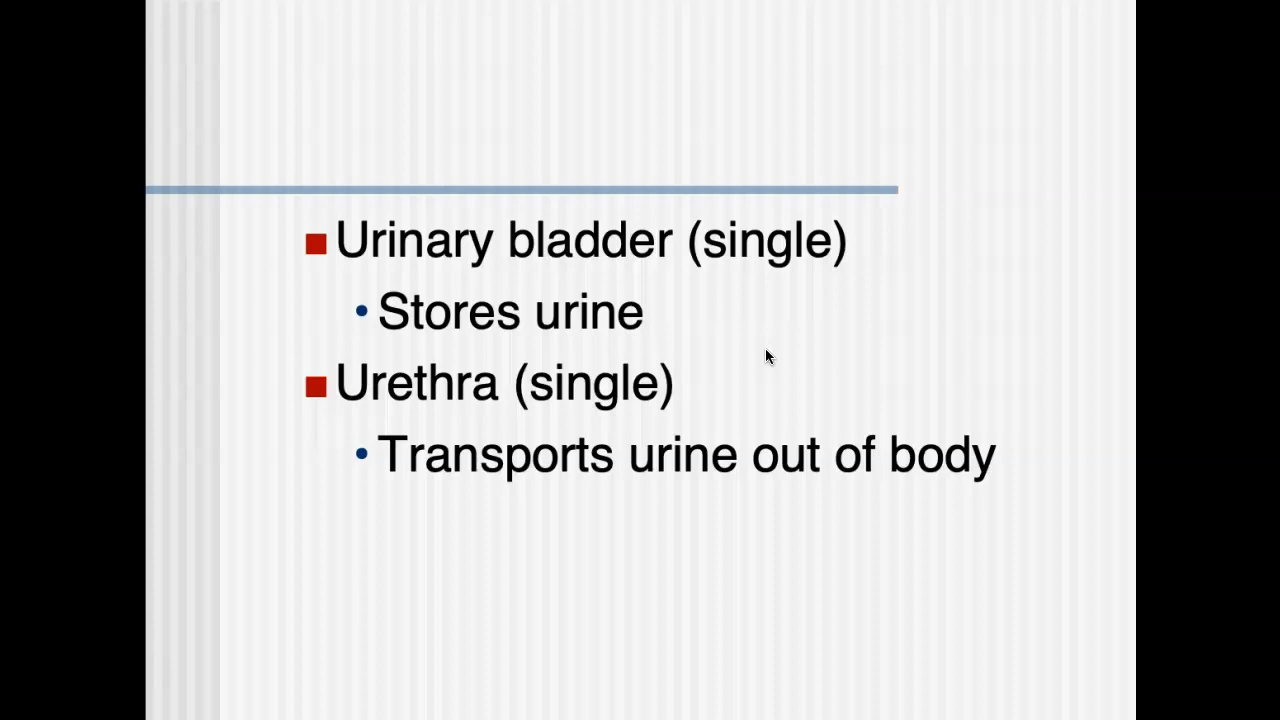 Urinary bladder (single)
Stores urine
Urethra (single)
Transports urine out of body